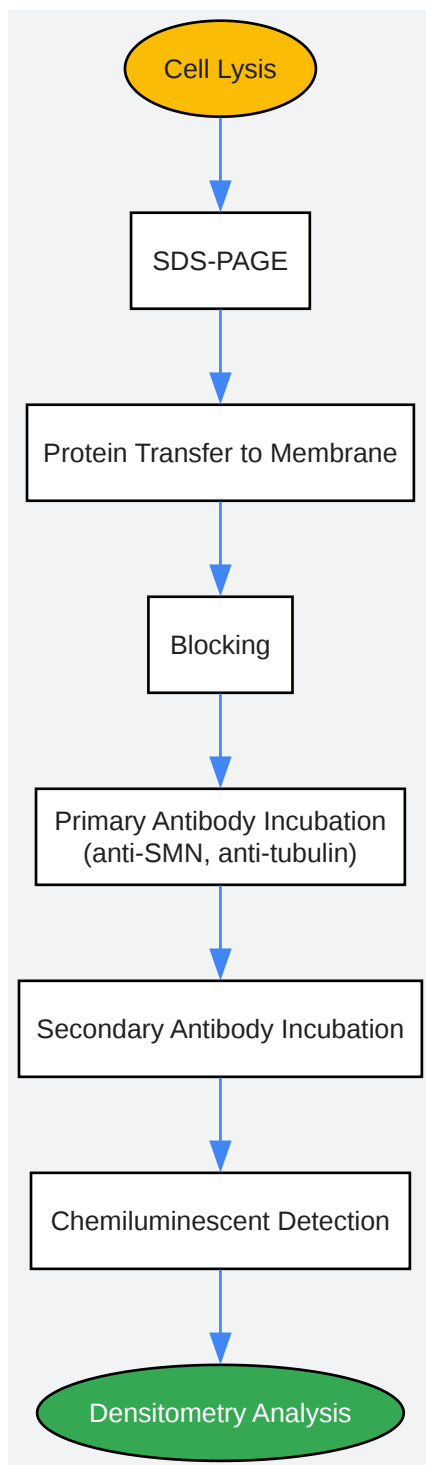 Cell Lysis
SDS-PAGE
Protein Transfer to Membrane
Blocking
Primary Antibody Incubation
(anti-SMN, anti-tubulin)
Secondary Antibody Incubation
Chemiluminescent Detection
Densitometry Analysis